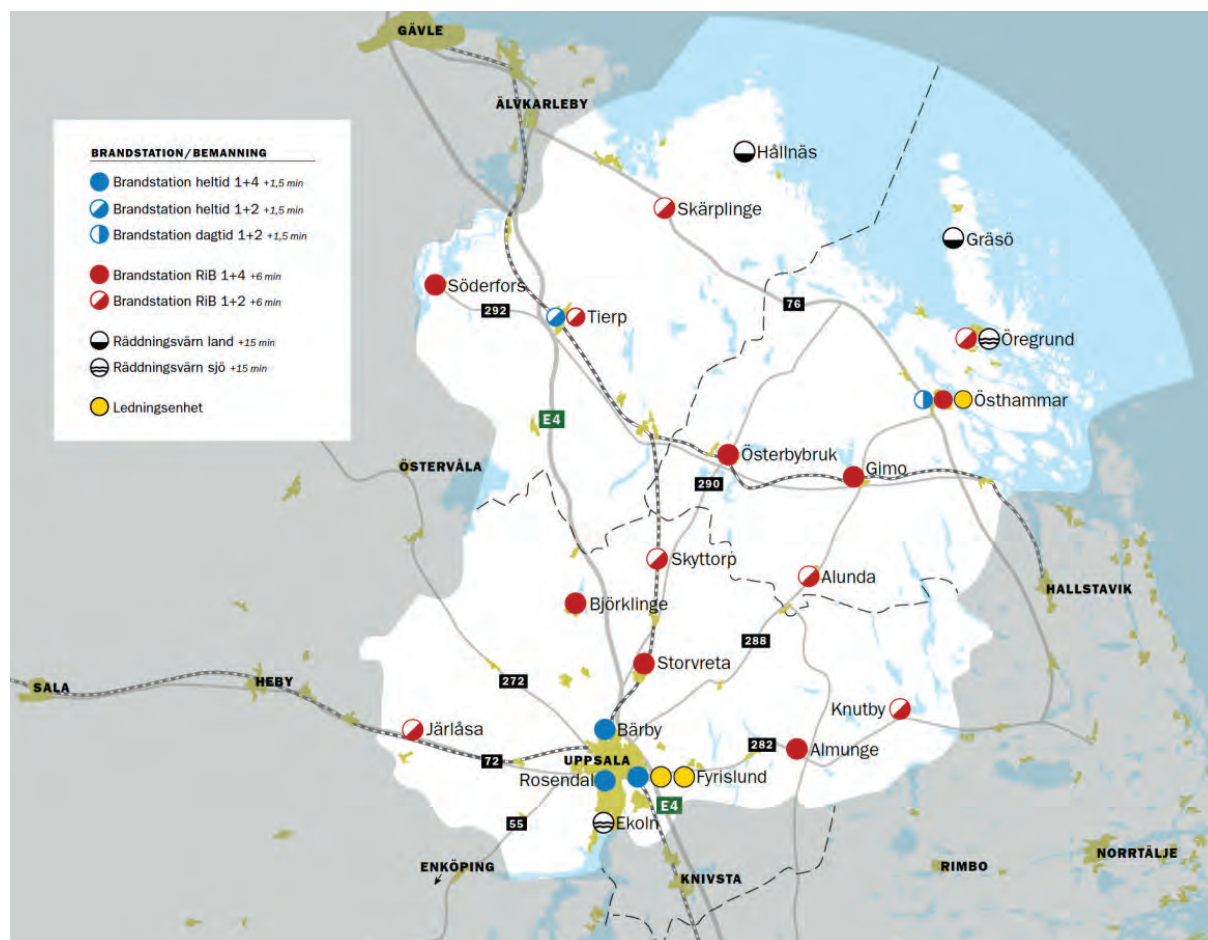 GÄVLE
ÄLVKARLEBY
BRANDSTATION/BEMANNING
Brandstation heltid 1+4 +1,5 min
Brandstation heltid 1+2 +1,5 min
Brandstation dagtid 1+2 +1,5 min
Brandstation RiB 1+4 +6 min
Brandstation RiB 1+2 +6 min
Räddningsvärn land +15 min
Räddningsvärn sjö +15 min
Ledningsenhet
Hållnäs
Skärplinge
Gräsö
Söderfors
292
76
Tierp
Öregrund
Östhammar
E4
Österbybruk
ÖSTERVÅLA
Gimo
290
Skyttorp
Alunda
HALLSTAVIK
Björklinge
288
Storvreta
272
SALA
HEBY
Knutby
Järlåsa
Bärby
282
Almunge
72
UPPSALA
Rosendal
Fyrislund
E4
55
Ekoln
ENKÖPING
KNIVSTA
RIMBO
NORRTÄLJE